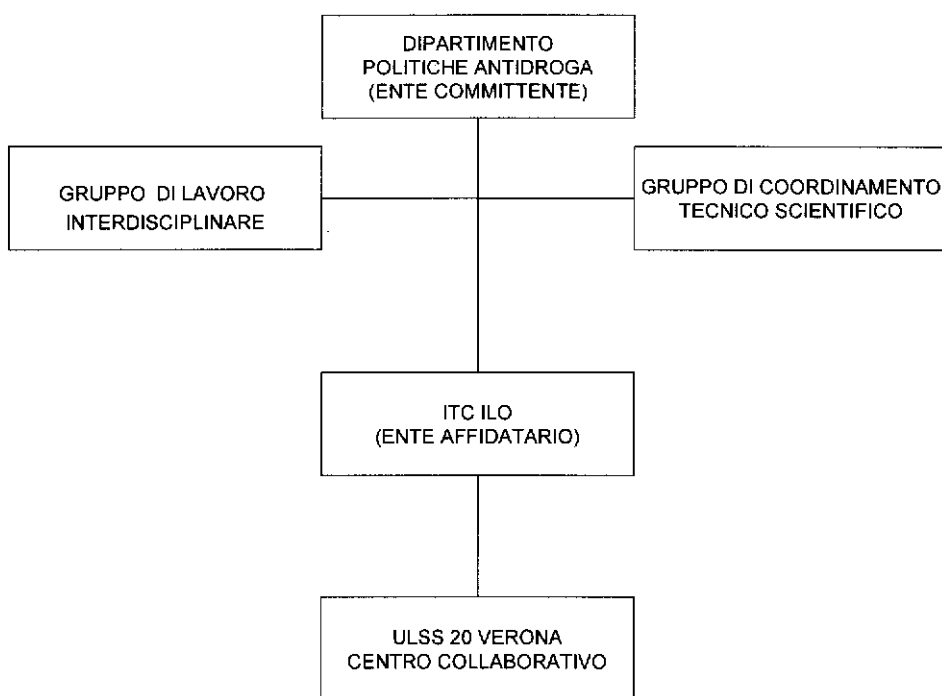 DIPARTIMENTO
POLITICHE ANTIDROGA
(ENTE COMMITTENTE)
GRUPPO DI LAVORO
INTERDISCIPLINARE
GRUPPO DI COORDINAMENTO
TECNICO SCIENTIFICO
ITC ILO
(ENTE AFFIDATARIO)
ULSS 20 VERONA
CENTRO COLLABORATIVO